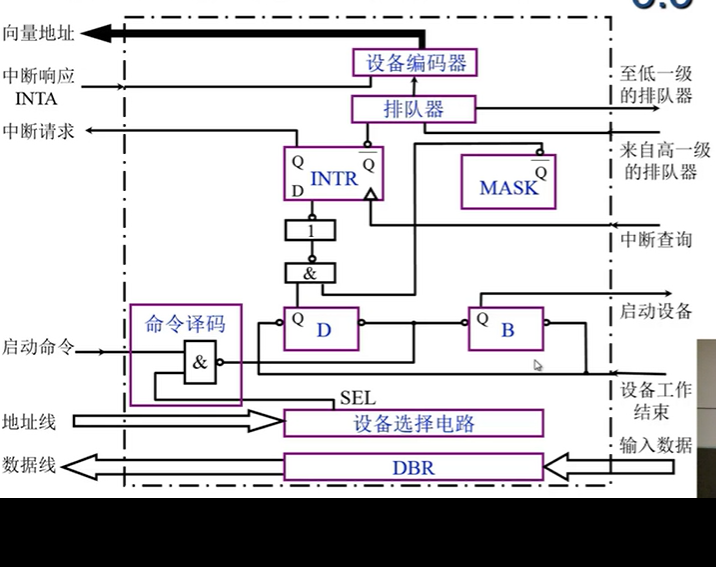 向量地址
设备编码器
中断响应
INTA
至低一级
的排队器
排队器
中断请求
来自高一级
的排队器
Q
Q
INTR
D
Q
MASK
1
中断查询
&
启动设备
命令译码
Q
D
Q
B
启动命令
&
设备工作
结束
SEL
地址线
设备选择电路
输入数据
数据线
DBR